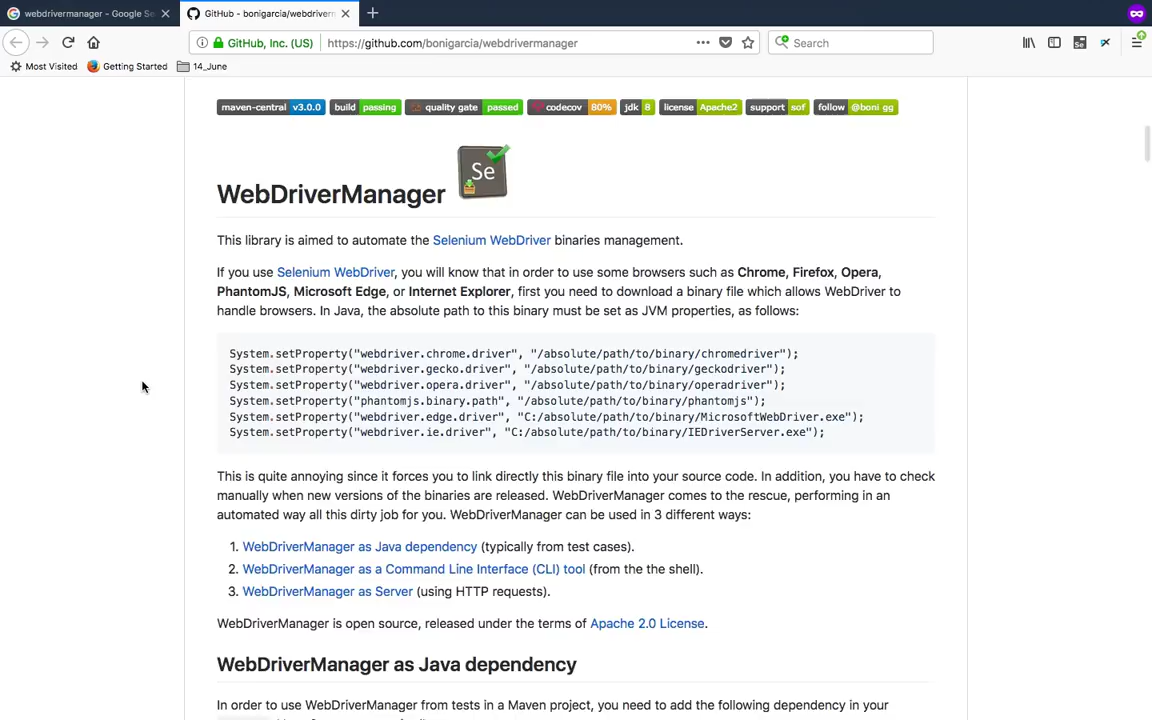 webdrivermanager - Google Se
GitHub - bonigarcia/webdriverm
GitHub, Inc. (US)
https://github.com/bonigarcia/webdrivermanager
Search
Most Visited
Getting Started
14_June
maven-central v3.0.0 build passing quality gate passed codecov 80% jdk 8 license Apache2 support sof follow @boni gg
Se
WebDriverManager
This library is aimed to automate the Selenium WebDriver binaries management.
If you use Selenium WebDriver, you will know that in order to use some browsers such as Chrome, Firefox, Opera,
PhantomJS, Microsoft Edge, or Internet Explorer, first you need to download a binary file which allows WebDriver to
handle browsers. In Java, the absolute path to this binary must be set as JVM properties, as follows:
System.setProperty("webdriver.chrome.driver", "/absolute/path/to/binary/chromedriver");
System.setProperty("webdriver.gecko.driver", "/absolute/path/to/binary/geckodriver");
System.setProperty("webdriver.opera.driver", "/absolute/path/to/binary/operadriver");
System.setProperty("phantomjs.binary.path", "/absolute/path/to/binary/phantomjs");
System.setProperty("webdriver.edge.driver", "C:/absolute/path/to/binary/MicrosoftWebDriver.exe");
System.setProperty("webdriver.ie.driver", "C:/absolute/path/to/binary/IEDriverServer.exe");
This is quite annoying since it forces you to link directly this binary file into your source code. In addition, you have to check
manually when new versions of the binaries are released. WebDriverManager comes to the rescue, performing in an
automated way all this dirty job for you. WebDriverManager can be used in 3 different ways:
1. WebDriverManager as Java dependency (typically from test cases).
2. WebDriverManager as a Command Line Interface (CLI) tool (from the the shell).
3. WebDriverManager as Server (using HTTP requests).
WebDriverManager is open source, released under the terms of Apache 2.0 License.
WebDriverManager as Java dependency
In order to use WebDriverManager from tests in a Maven project, you need to add the following dependency in your